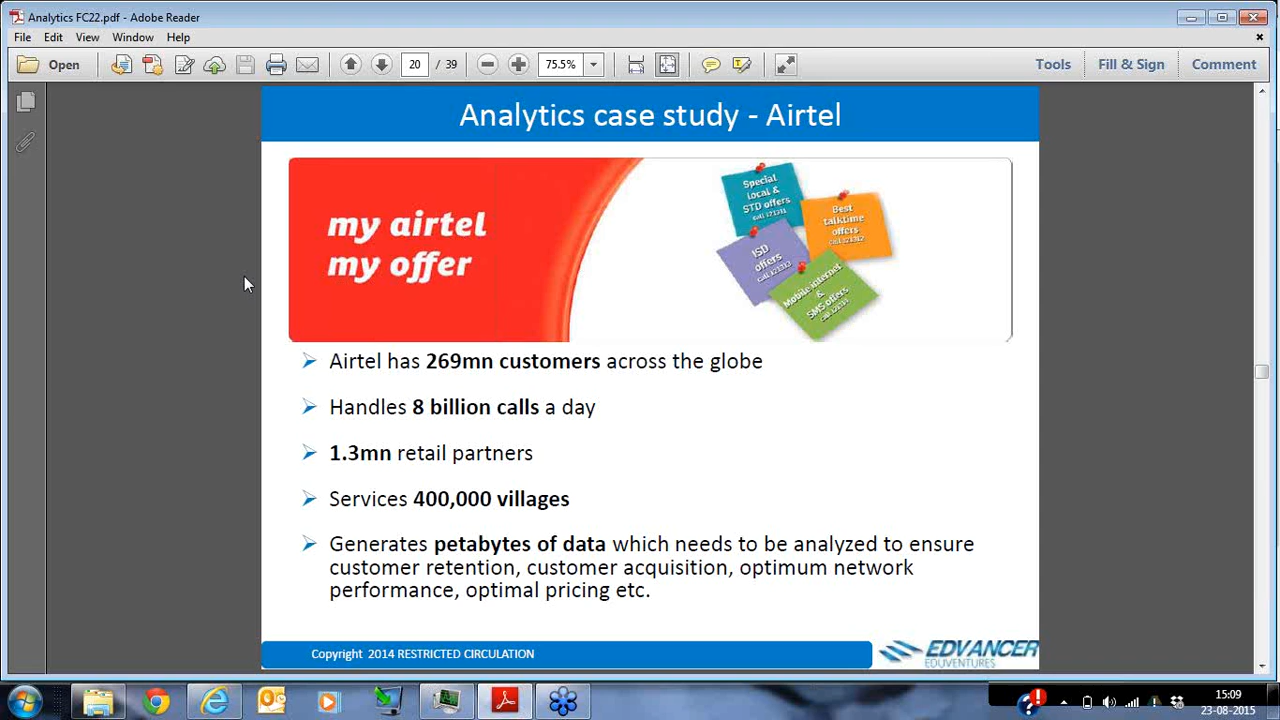 Analytics FC22.pdf - Adobe Reader
File Edit View Window Help
Open 20 / 39 75.5% Tools Fill & Sign Comment
Analytics case study - Airtel
my airtel
my offer
Special
local &
STD offers
Best
talktime
offers
ISD
offers
Mobile internet
&
SMS offers
Airtel has 269mn customers across the globe
Handles 8 billion calls a day
1.3mn retail partners
Services 400,000 villages
Generates petabytes of data which needs to be analyzed to ensure
customer retention, customer acquisition, optimum network
performance, optimal pricing etc.
Copyright 2014 RESTRICTED CIRCULATION
EDVANCER
EDUVENTURES
15:09
23-08-2015